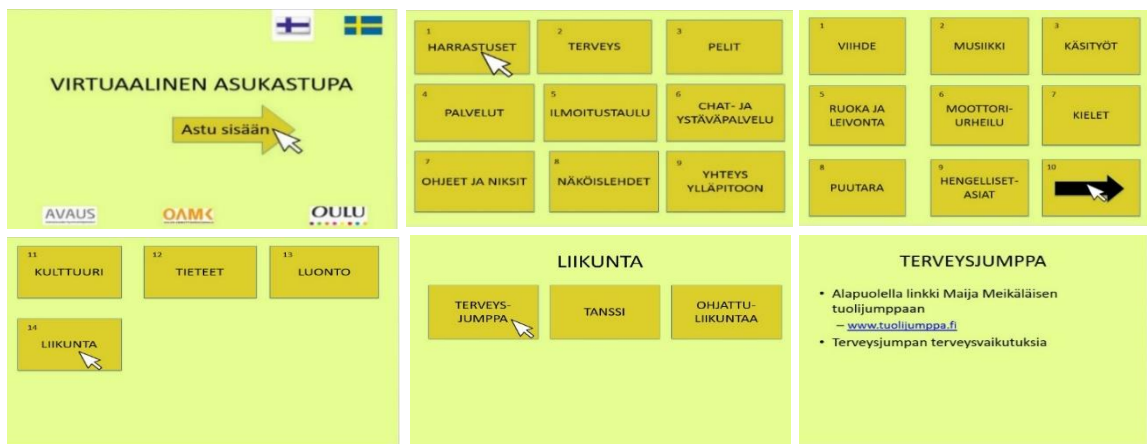 VIRTUAALINEN ASUKASTUPA
Astu sisään
AVAUS
OAMK
OULU
1
HARRASTUSET
2
TERVEYS
3
PELIT
4
PALVELUT
5
ILMOITUSTAULU
6
CHAT- JA
YSTÄVÄPALVELU
7
OHJEET JA NIKSIT
8
NÄKÖISLEHDET
9
YHTEYS
YLLÄPITOON
1
VIIHDE
2
MUSIIKKI
3
KÄSITYÖT
5
RUOKA JA
LEIVONTA
6
MOOTTORI-
URHEILU
7
KIELET
8
PUUTARA
9
HENGELLISET-
ASIAT
10
11
KULTTUURI
12
TIETEET
13
LUONTO
14
LIIKUNTA
LIIKUNTA
TERVEYS-
JUMPPA
TANSSI
OHJATTU-
LIIKUNTAA
TERVEYSJUMPPA
• Alapuolella linkki Maija Meikäläisen
tuolijumppaan
– www.tuolijumppa.fi
• Terveysjumpan terveysvaikutuksia